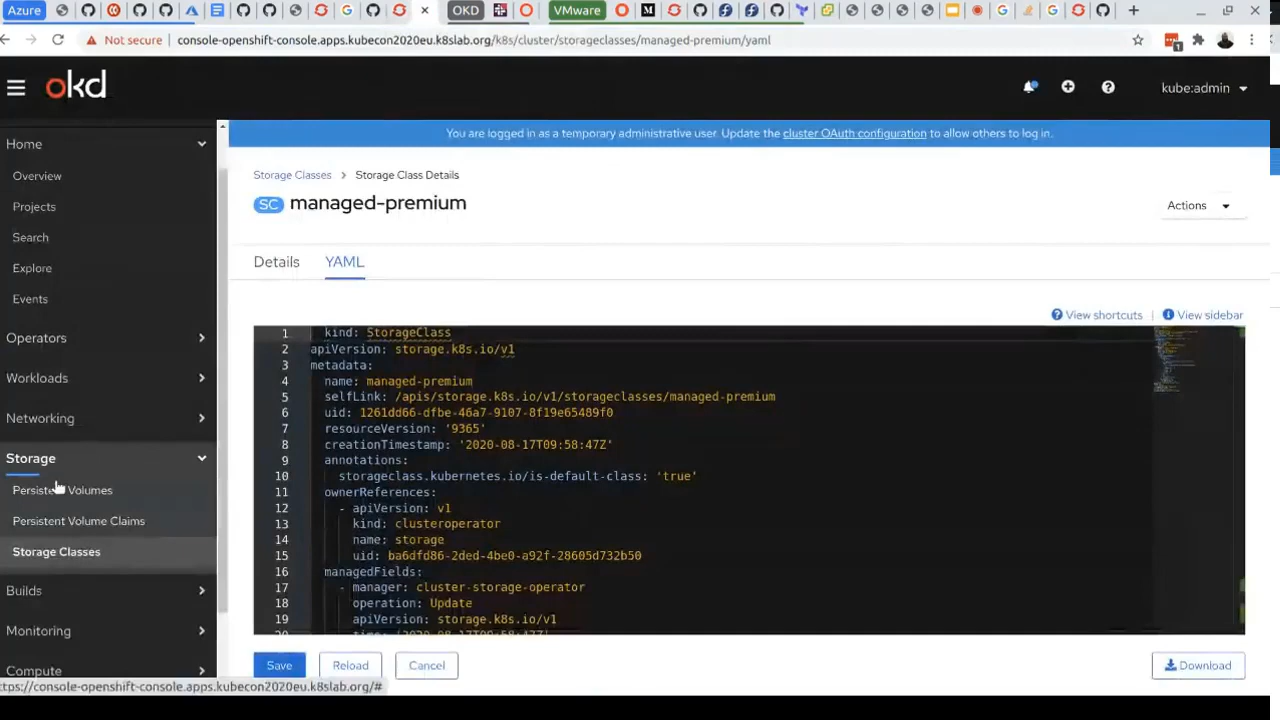 Azure
OKD
VMware
Not secure
console-openshift-console.apps.kubecon2020eu.k8slab.org/k8s/cluster/storageclasses/managed-premium/yaml
1
okd
kube:admin
You are logged in as a temporary administrative user. Update the cluster OAuth configuration to allow others to log in.
Home
Overview
Projects
Search
Explore
Events
Operators
Workloads
Networking
Storage
Persistent Volumes
Persistent Volume Claims
Storage Classes
Builds
Monitoring
Compute
ttps://console-openshift-console.apps.kubecon2020eu.k8slab.org/#
Storage Classes > Storage Class Details
SC managed-premium
Actions
Details
YAML
View shortcuts
View sidebar
1 kind: StorageClass
2 apiVersion: storage.k8s.io/v1
3 metadata:
4 name: managed-premium
5 selfLink: /apis/storage.k8s.io/v1/storageclasses/managed-premium
6 uid: 1261dd66-dfbe-46a7-9107-8f19e65489f0
7 resourceVersion: '9365'
8 creationTimestamp: '2020-08-17T09:58:47Z'
9 annotations:
10 storageclass.kubernetes.io/is-default-class: 'true'
11 ownerReferences:
12 - apiVersion: v1
13 kind: clusteroperator
14 name: storage
15 uid: ba6dfd86-2ded-4be0-a92f-28605d732b50
16 managedFields:
17 - manager: cluster-storage-operator
18 operation: Update
19 apiVersion: storage.k8s.io/v1
20 time: '2020-08-17T09:58:47Z'
Save
Reload
Cancel
Download